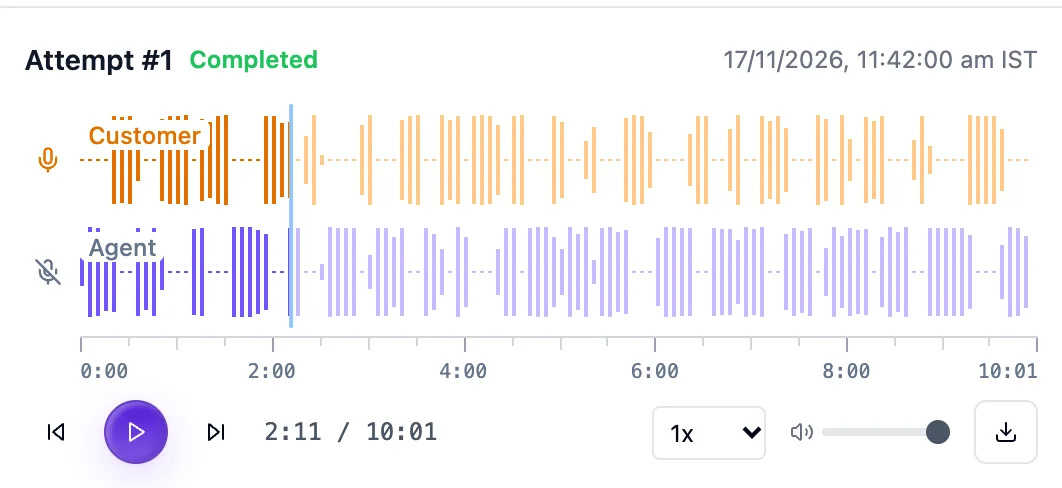 Attempt #1 Completed 17/11/2026, 11:42:00 am IST
Customer
Agent
0:00 2:00 4:00 6:00 8:00 10:01
2:11 / 10:01 1x